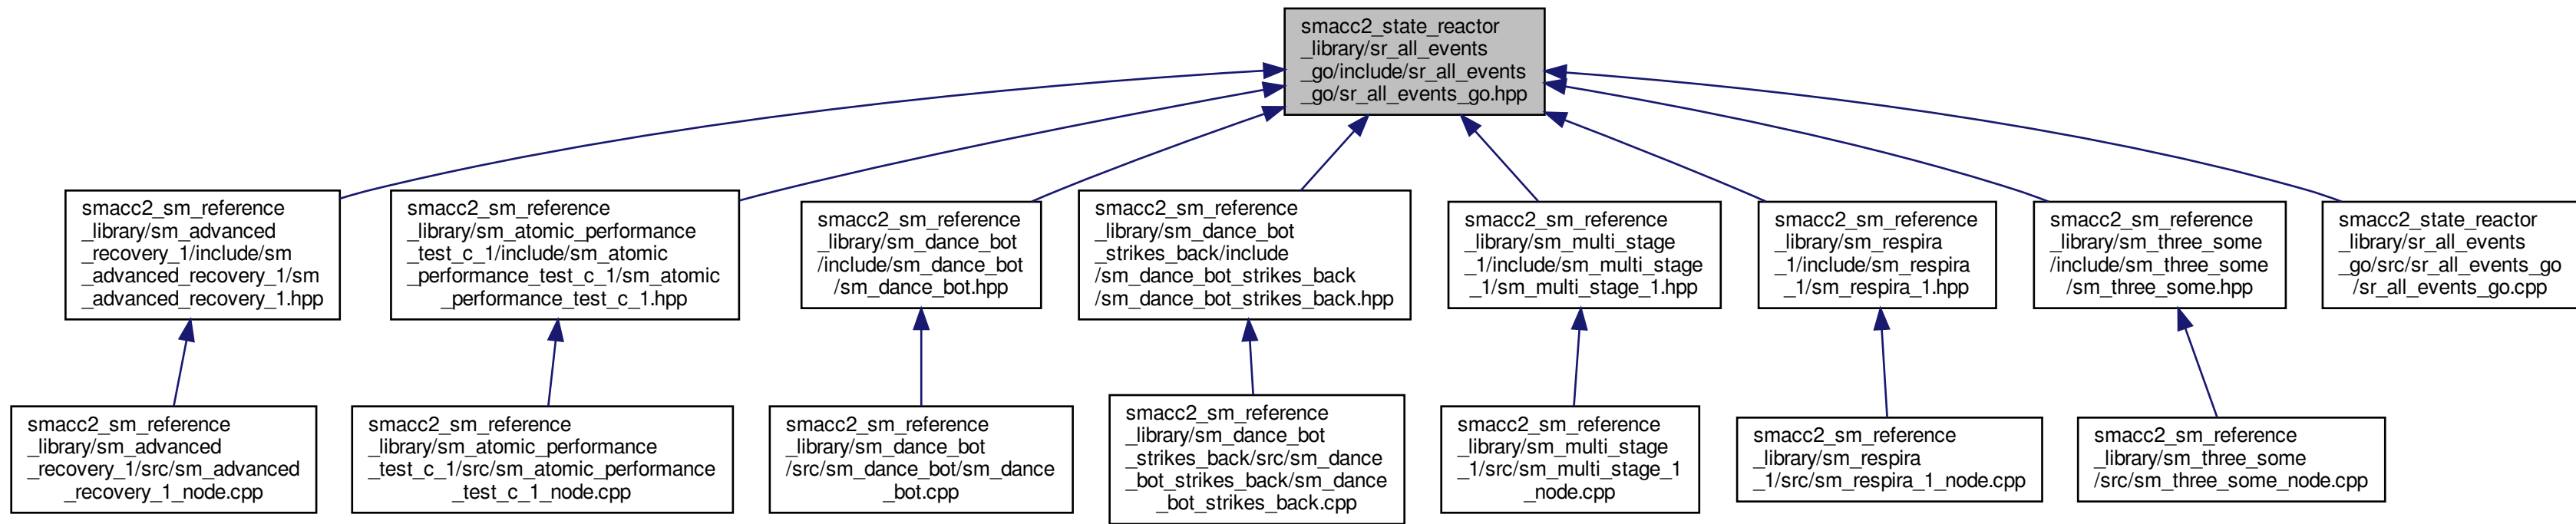 smacc2_state_reactor
_library/sr_all_events
_go/include/sr_all_events
_go/sr_all_events_go.hpp
smacc2_sm_reference
_library/sm_advanced
_recovery_1/include/sm
_advanced_recovery_1/sm
_advanced_recovery_1.hpp
smacc2_sm_reference
_library/sm_atomic_performance
_test_c_1/include/sm_atomic
_performance_test_c_1/sm_atomic
_performance_test_c_1.hpp
smacc2_sm_reference
_library/sm_dance_bot
/include/sm_dance_bot
/sm_dance_bot.hpp
smacc2_sm_reference
_library/sm_dance_bot
_strikes_back/include
/sm_dance_bot_strikes_back
/sm_dance_bot_strikes_back.hpp
smacc2_sm_reference
_library/sm_multi_stage
_1/include/sm_multi_stage
_1/sm_multi_stage_1.hpp
smacc2_sm_reference
_library/sm_respira
_1/include/sm_respira
_1/sm_respira_1.hpp
smacc2_sm_reference
_library/sm_three_some
/include/sm_three_some
/sm_three_some.hpp
smacc2_state_reactor
_library/sr_all_events
_go/src/sr_all_events_go
/sr_all_events_go.cpp
smacc2_sm_reference
_library/sm_advanced
_recovery_1/src/sm_advanced
_recovery_1_node.cpp
smacc2_sm_reference
_library/sm_atomic_performance
_test_c_1/src/sm_atomic_performance
_test_c_1_node.cpp
smacc2_sm_reference
_library/sm_dance_bot
/src/sm_dance_bot/sm_dance
_bot.cpp
smacc2_sm_reference
_library/sm_dance_bot
_strikes_back/src/sm_dance
_bot_strikes_back/sm_dance
_bot_strikes_back.cpp
smacc2_sm_reference
_library/sm_multi_stage
_1/src/sm_multi_stage_1
_node.cpp
smacc2_sm_reference
_library/sm_respira
_1/src/sm_respira_1_node.cpp
smacc2_sm_reference
_library/sm_three_some
/src/sm_three_some_node.cpp